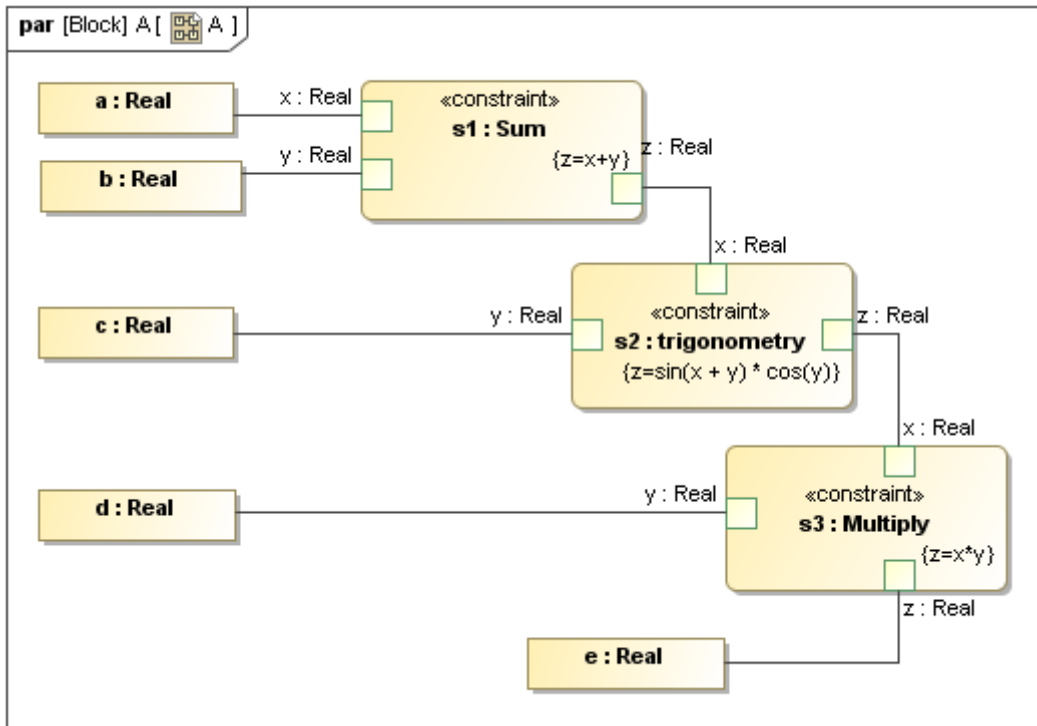 par [Block] A [ A ]
a : Real
x : Real
«constraint»
s1 : Sum
{z=x+y}
z : Real
y : Real
b : Real
x : Real
c : Real
y : Real
«constraint»
s2 : trigonometry
{z=sin(x + y) * cos(y)}
z : Real
x : Real
d : Real
y : Real
«constraint»
s3 : Multiply
{z=x*y}
z : Real
e : Real